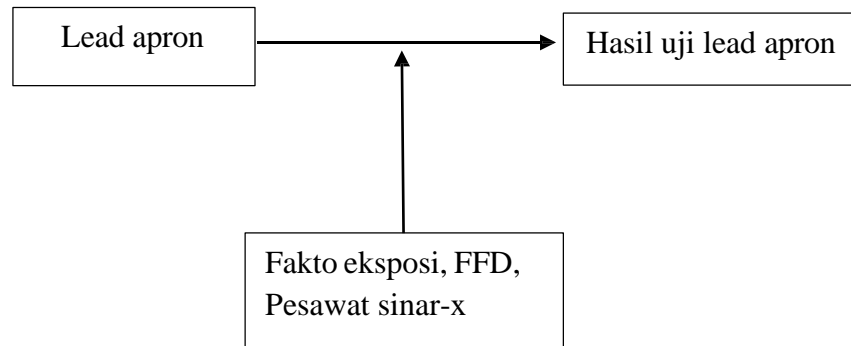 Lead apron
Hasil uji lead apron
Fakto eksposi, FFD,
Pesawat sinar-x